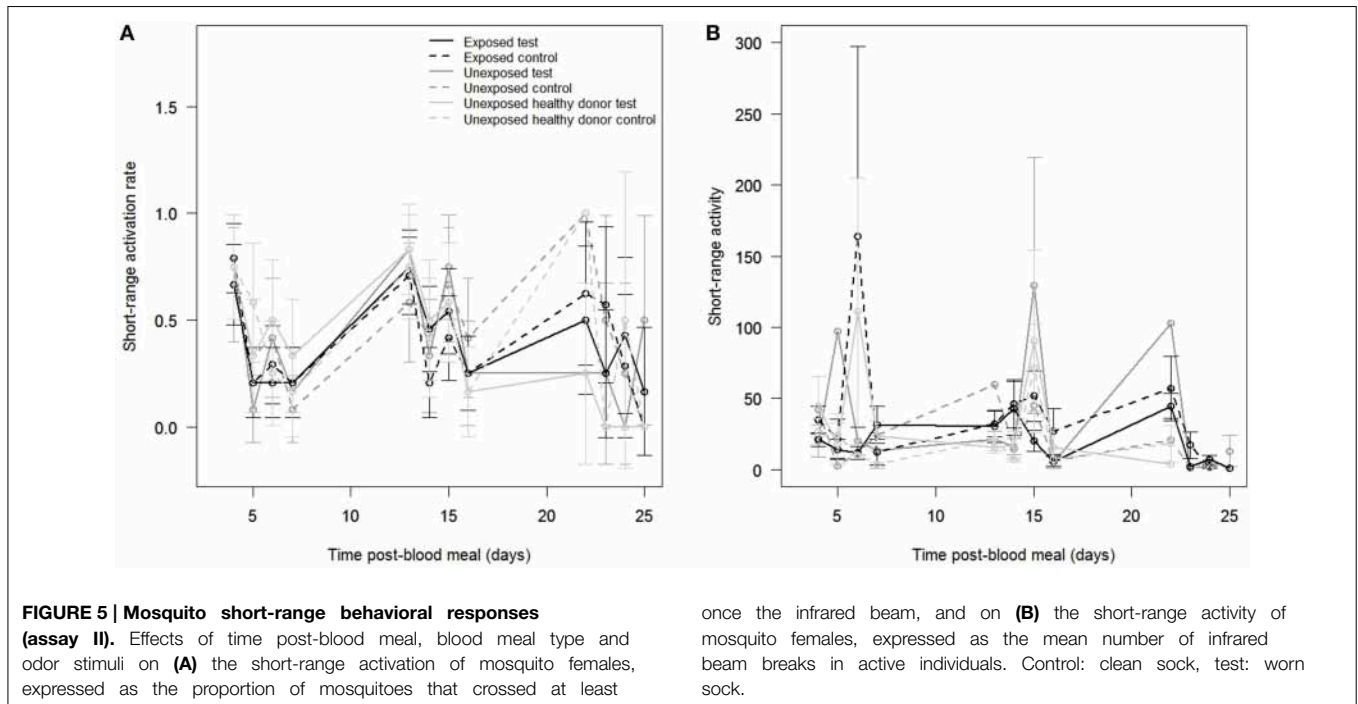 A
Exposed test
Exposed control
Unexposed test
Unexposed control
Unexposed healthy donor test
Unexposed healthy donor control
Short-range activation rate
1.5
1.0
0.5
0.0
5
10
15
20
25
Time post-blood meal (days)
B
Short-range activity
300
250
200
150
100
50
0
5
10
15
20
25
Time post-blood meal (days)
FIGURE 5 | Mosquito short-range behavioral responses
(assay II). Effects of time post-blood meal, blood meal type and
odor stimuli on (A) the short-range activation of mosquito females,
expressed as the proportion of mosquitoes that crossed at least
once the infrared beam, and on (B) the short-range activity of
mosquito females, expressed as the mean number of infrared
beam breaks in active individuals. Control: clean sock, test: worn
sock.